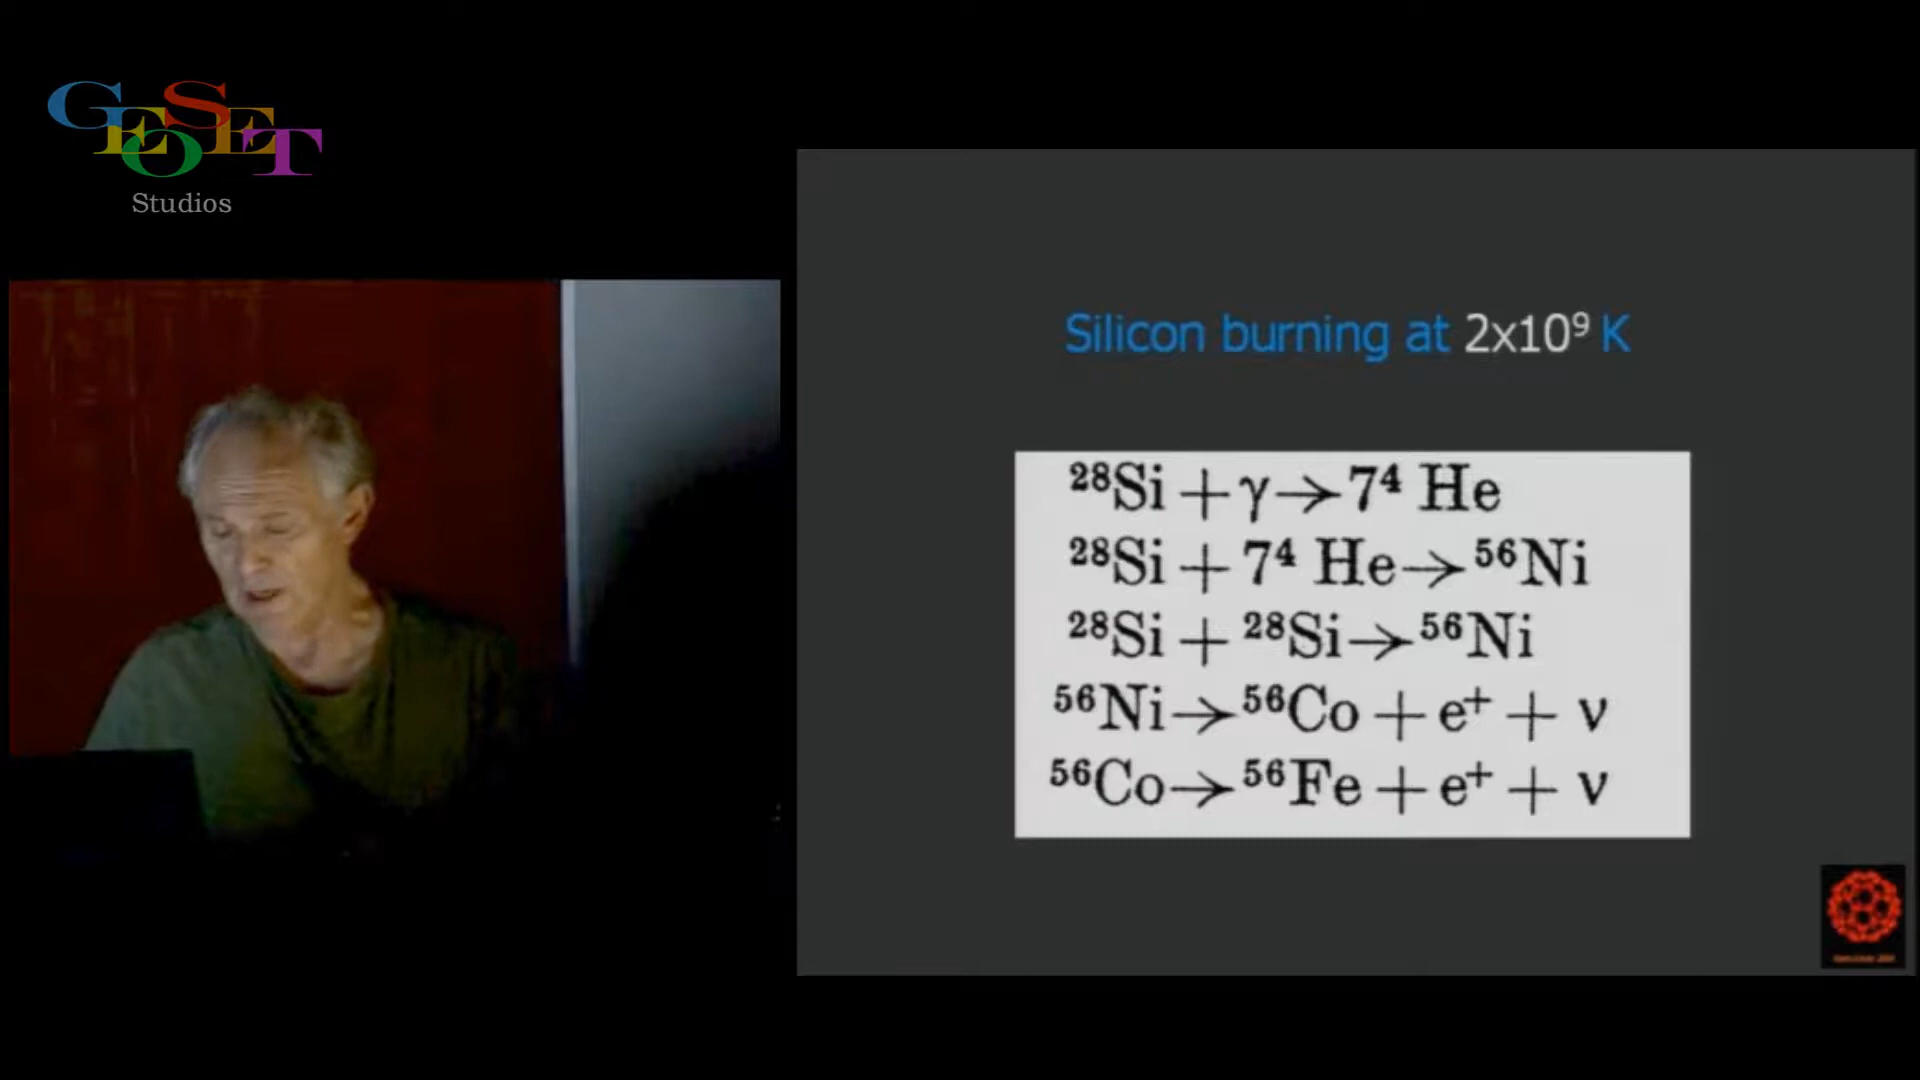 GEOSET
Studios
Silicon burning at 2x10⁹ K
²⁸Si + γ → 7⁴ He
²⁸Si + 7⁴ He → ⁵⁶Ni
²⁸Si + ²⁸Si → ⁵⁶Ni
⁵⁶Ni → ⁵⁶Co + e⁺ + ν
⁵⁶Co → ⁵⁶Fe + e⁺ + ν